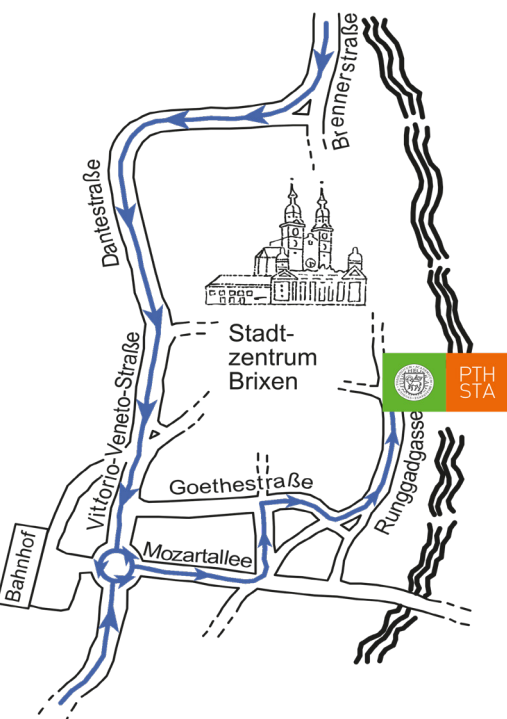 Brennerstraße
Dantestraße
Stadt-
zentrum
Brixen
PTH
STA
Vittorio-Veneto-Straße
Goethestraße
Runggadgasse
Mozartallee
Bahnhof